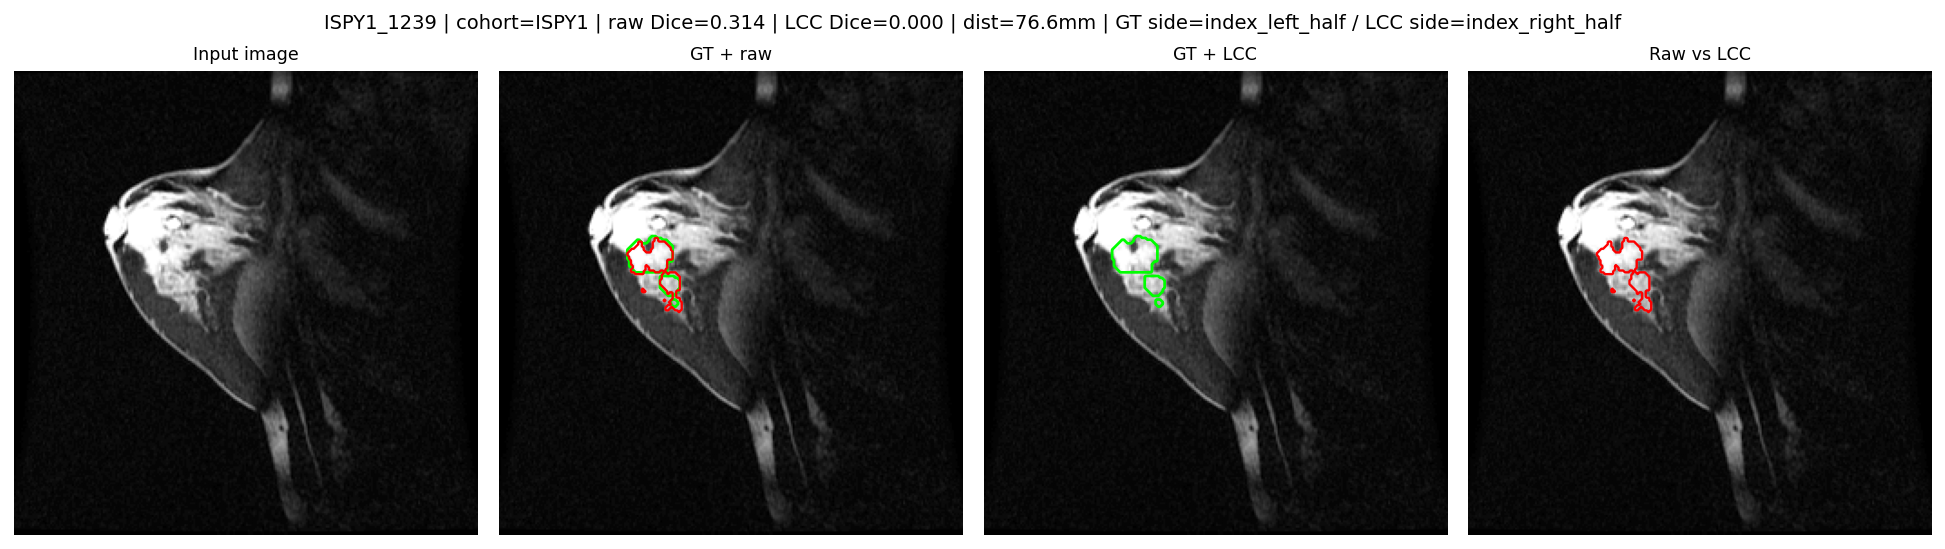 ISPY1_1239 | cohort=ISPY1 | raw Dice=0.314 | LCC Dice=0.000 | dist=76.6mm | GT side=index_left_half / LCC side=index_right_half
Input image
GT + raw
GT + LCC
Raw vs LCC